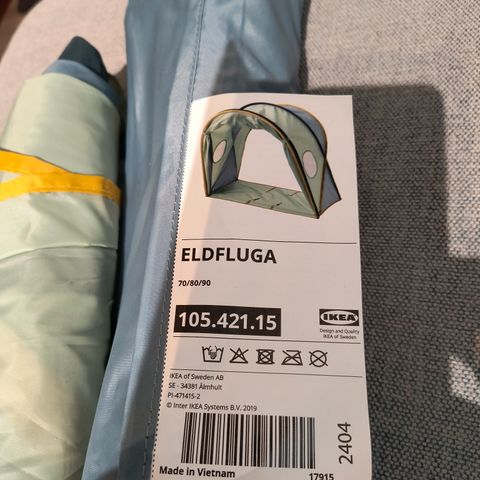 ELDFLUGA
70/80/90
105.421.15
IKEA
Design and Quality
IKEA of Sweden
IKEA of Sweden AB
SE - 34381 Älmhult
PI-471415-2
© Inter IKEA Systems B.V. 2019
2404
Made in Vietnam
17915